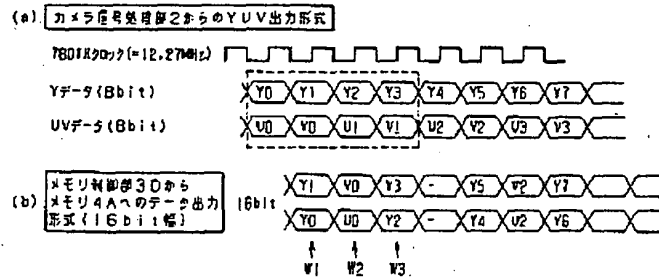 (a) カメラ信号処理部2からのYUV出力形式
780fHクロック(=12.27MHz)
Yデータ(8bit) Y0 Y1 Y2 Y3 Y4 Y5 Y6 Y7
UVデータ(8bit) U0 V0 U1 V1 U2 V2 U3 V3
(b) メモリ制御部3Dから
メモリ4Aへのデータ出力
形式(16bit幅)
16bit
Y1 V0 Y3 - Y5 V2 Y7
Y0 U0 Y2 - Y4 U2 Y6
W1 W2 W3